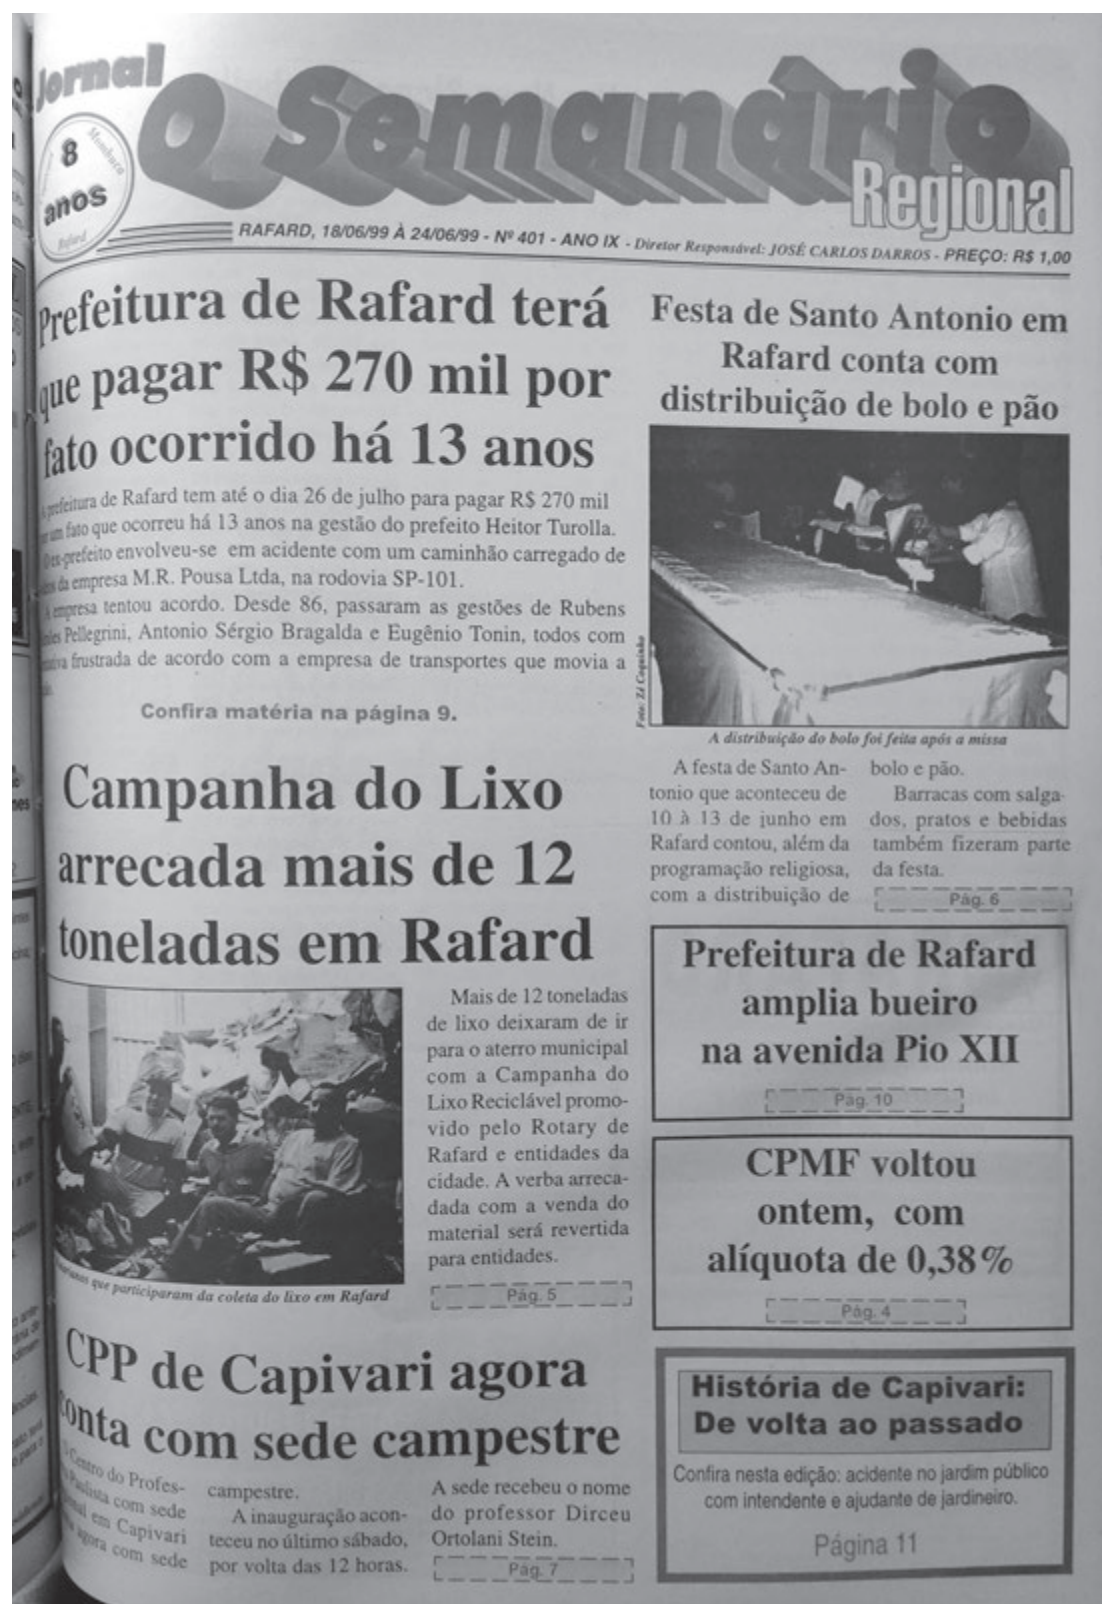 Jornal
O Semanário
Regional
8
anos
Mombuca
Rafard
RAFARD, 18/06/99 À 24/06/99 - Nº 401 - ANO IX - Diretor Responsável: JOSÉ CARLOS DARROS - PREÇO: R$ 1,00
Prefeitura de Rafard terá
que pagar R$ 270 mil por
fato ocorrido há 13 anos
prefeitura de Rafard tem até o dia 26 de julho para pagar R$ 270 mil
um fato que ocorreu há 13 anos na gestão do prefeito Heitor Turolla.
ex-prefeito envolveu-se em acidente com um caminhão carregado de
da empresa M.R. Pousa Ltda, na rodovia SP-101.
A empresa tentou acordo. Desde 86, passaram as gestões de Rubens
Pellegrini, Antonio Sérgio Bragalda e Eugênio Tonin, todos com
frustrada de acordo com a empresa de transportes que movia a
Confira matéria na página 9.
Festa de Santo Antonio em
Rafard conta com
distribuição de bolo e pão
Foto: Zé Coquinho
A distribuição do bolo foi feita após a missa
A festa de Santo An-
tonio que aconteceu de
10 à 13 de junho em
Rafard contou, além da
programação religiosa,
com a distribuição de
bolo e pão.
Barracas com salga-
dos, pratos e bebidas
também fizeram parte
da festa.
Pág. 6
Campanha do Lixo
arrecada mais de 12
toneladas em Rafard
que participaram da coleta do lixo em Rafard
Mais de 12 toneladas
de lixo deixaram de ir
para o aterro municipal
com a Campanha do
Lixo Reciclável promo-
vido pelo Rotary de
Rafard e entidades da
cidade. A verba arreca-
dada com a venda do
material será revertida
para entidades.
Pág. 5
Prefeitura de Rafard
amplia bueiro
na avenida Pio XII
Pág. 10
CPMF voltou
ontem, com
alíquota de 0,38%
Pág. 4
CPP de Capivari agora
conta com sede campestre
Centro do Profes-
Paulista com sede
em Capivari
agora com sede
campestre.
A inauguração acon-
teceu no último sábado,
por volta das 12 horas.
A sede recebeu o nome
do professor Dirceu
Ortolani Stein.
Pág. 7
História de Capivari:
De volta ao passado
Confira nesta edição: acidente no jardim público
com intendente e ajudante de jardineiro.
Página 11